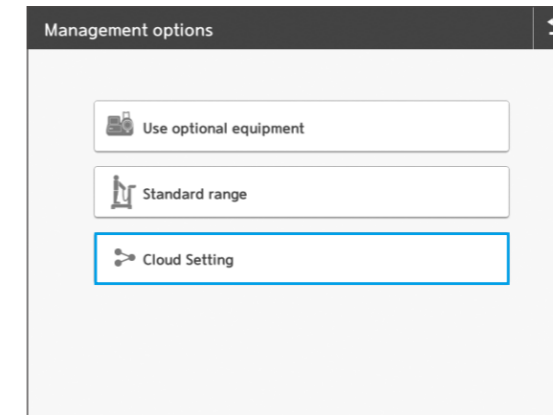 Management options
Use optional equipment
Standard range
Cloud Setting